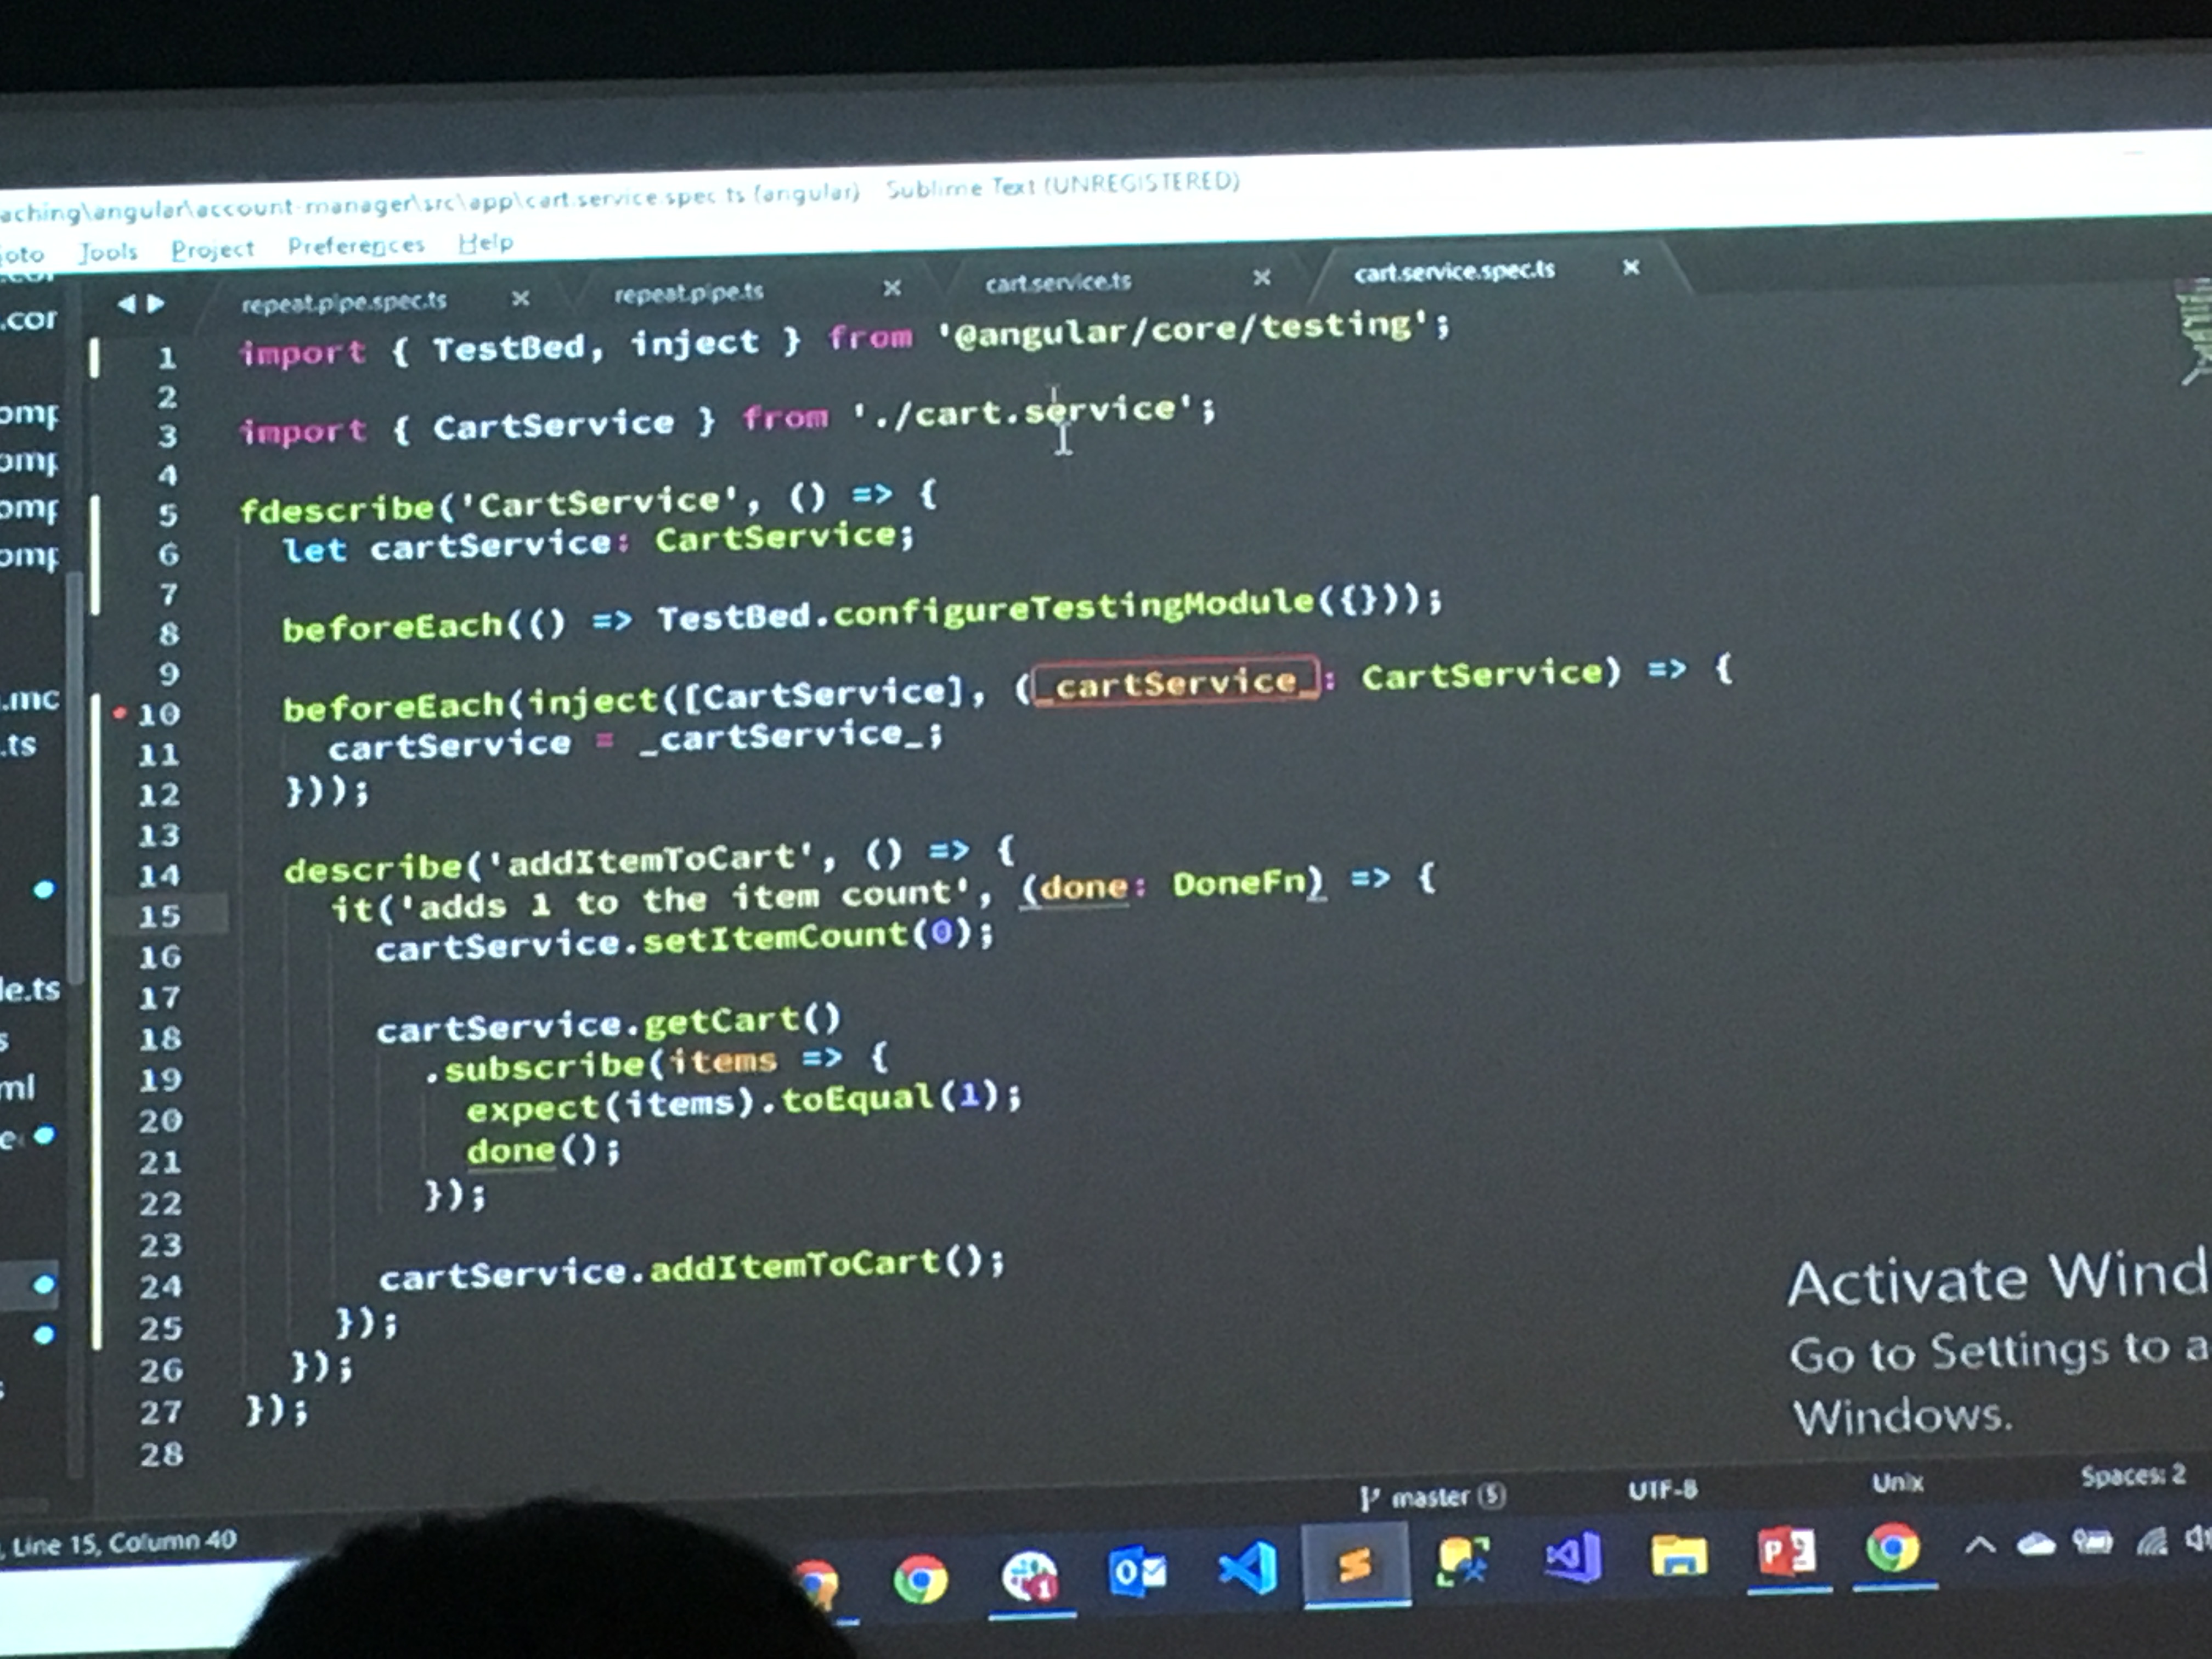 aching\angular\account-manager\src\app\cart.service.spec.ts (angular) Sublime Text (UNREGISTERED)
oto Tools Project Preferences Help
repeat.pipe.spec.ts repeat.pipe.ts cart.service.ts cart.service.spec.ts
.cor
omp
omp
omp
omp
.mc
.ts
le.ts
s
ml
e
s
1 import { TestBed, inject } from '@angular/core/testing';
2
3 import { CartService } from './cart.service';
4
5 fdescribe('CartService', () => {
6 let cartService: CartService;
7
8 beforeEach(() => TestBed.configureTestingModule({}));
9
10 beforeEach(inject([CartService], (_cartService_: CartService) => {
11 cartService = _cartService_;
12 }));
13
14 describe('addItemToCart', () => {
15 it('adds 1 to the item count', (done: DoneFn) => {
16 cartService.setItemCount(0);
17
18 cartService.getCart()
19 .subscribe(items => {
20 expect(items).toEqual(1);
21 done();
22 });
23
24 cartService.addItemToCart();
25 });
26 });
27 });
28
Activate Wind
Go to Settings to a
Windows.
, Line 15, Column 40 master (5) UTF-8 Unix Spaces: 2